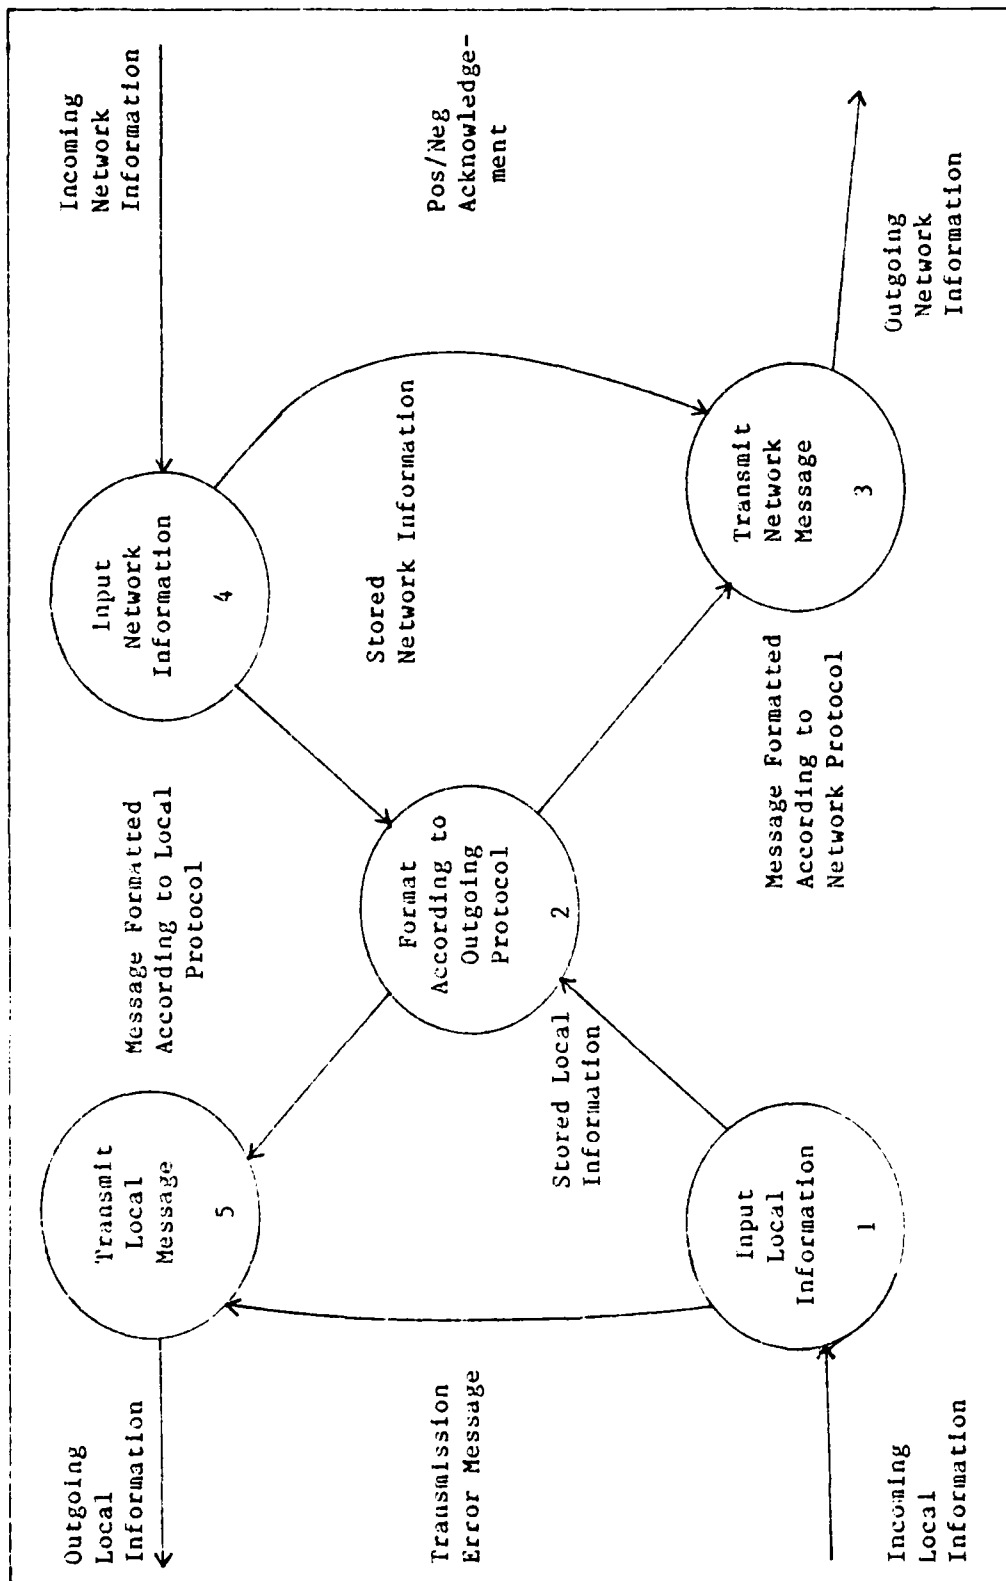 Outgoing
Local
Information
Transmit
Local
Message
5
Message Formatted
According to Local
Protocol
Input
Network
Information
4
Incoming
Network
Information
Transmission
Error Message
Format
According to
Outgoing
Protocol
2
Stored
Network Information
Pos/Neg
Acknowledge-
ment
Stored Local
Information
Incoming
Local
Information
Input
Local
Information
1
Message Formatted
According to
Network Protocol
Transmit
Network
Message
3
Outgoing
Network
Information